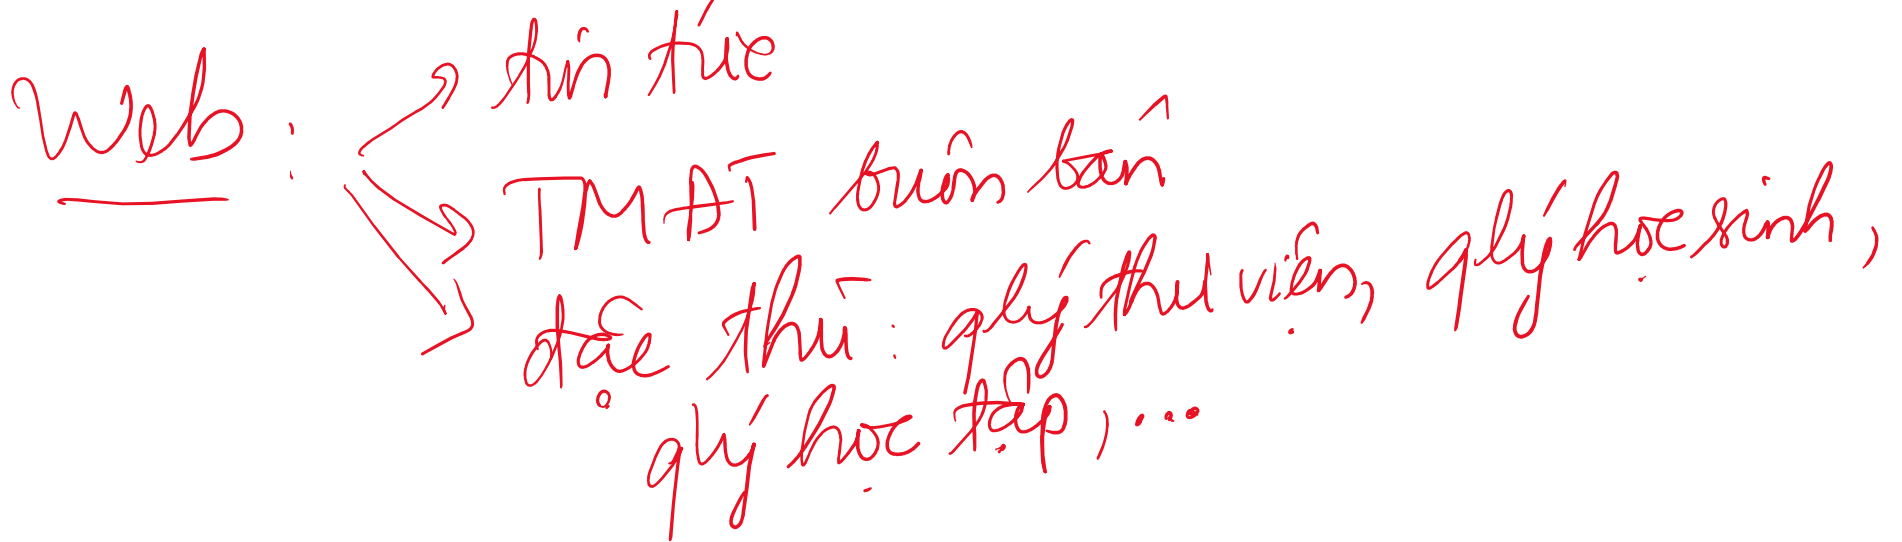 Web :
tin tức
TMĐT buôn bán
đặc thù : qlý thư viện, qlý học sinh,
qlý học tập, ...